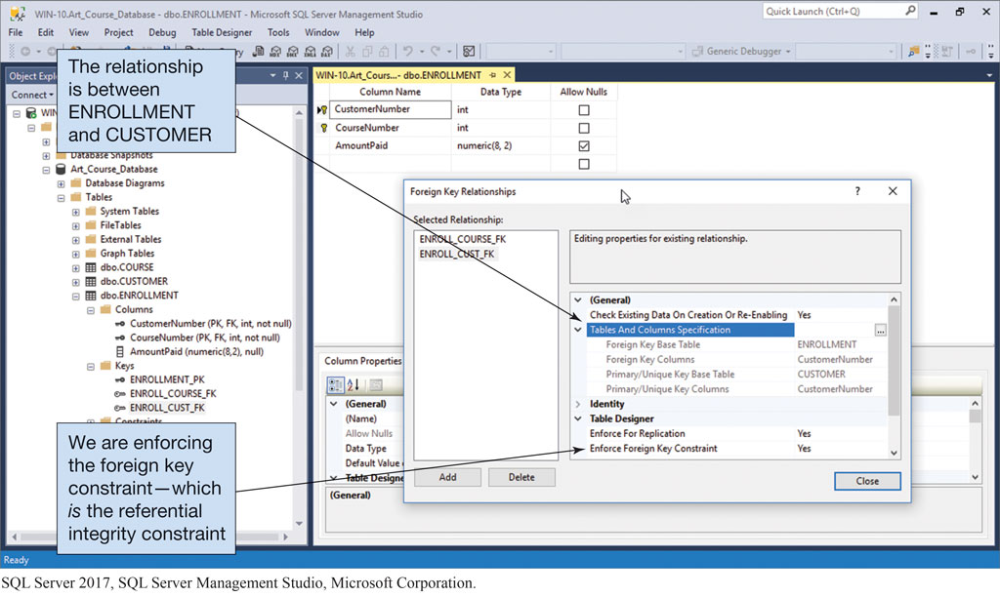 WIN-10.Art_Course_Database - dbo.ENROLLMENT - Microsoft SQL Server Management Studio
Quick Launch (Ctrl+Q)
File Edit View Project Debug Table Designer Tools Window Help
Generic Debugger
Object Explo
Connect
The relationship
is between
ENROLLMENT
and CUSTOMER
WIN
Database Snapshots
Art_Course_Database
Database Diagrams
Tables
System Tables
FileTables
External Tables
Graph Tables
dbo.COURSE
dbo.CUSTOMER
dbo.ENROLLMENT
Columns
CustomerNumber (PK, FK, int, not null)
CourseNumber (PK, FK, int, not null)
AmountPaid (numeric(8,2), null)
Keys
ENROLLMENT_PK
ENROLL_COURSE_FK
ENROLL_CUST_FK
Constraints
We are enforcing
the foreign key
constraint—which
is the referential
integrity constraint
WIN-10.Art_Cours...- dbo.ENROLLMENT
Column Name Data Type Allow Nulls
CustomerNumber int
CourseNumber int
AmountPaid numeric(8, 2)
Column Properties
(General)
(Name)
Allow Nulls
Data Type
Default Value o
Table Designe
(General)
Foreign Key Relationships
?
Selected Relationship:
ENROLL_COURSE_FK
ENROLL_CUST_FK
Add Delete
Editing properties for existing relationship.
(General)
Check Existing Data On Creation Or Re-Enabling Yes
Tables And Columns Specification ...
Foreign Key Base Table ENROLLMENT
Foreign Key Columns CustomerNumber
Primary/Unique Key Base Table CUSTOMER
Primary/Unique Key Columns CustomerNumber
Identity
Table Designer
Enforce For Replication Yes
Enforce Foreign Key Constraint Yes
Close
Ready
SQL Server 2017, SQL Server Management Studio, Microsoft Corporation.